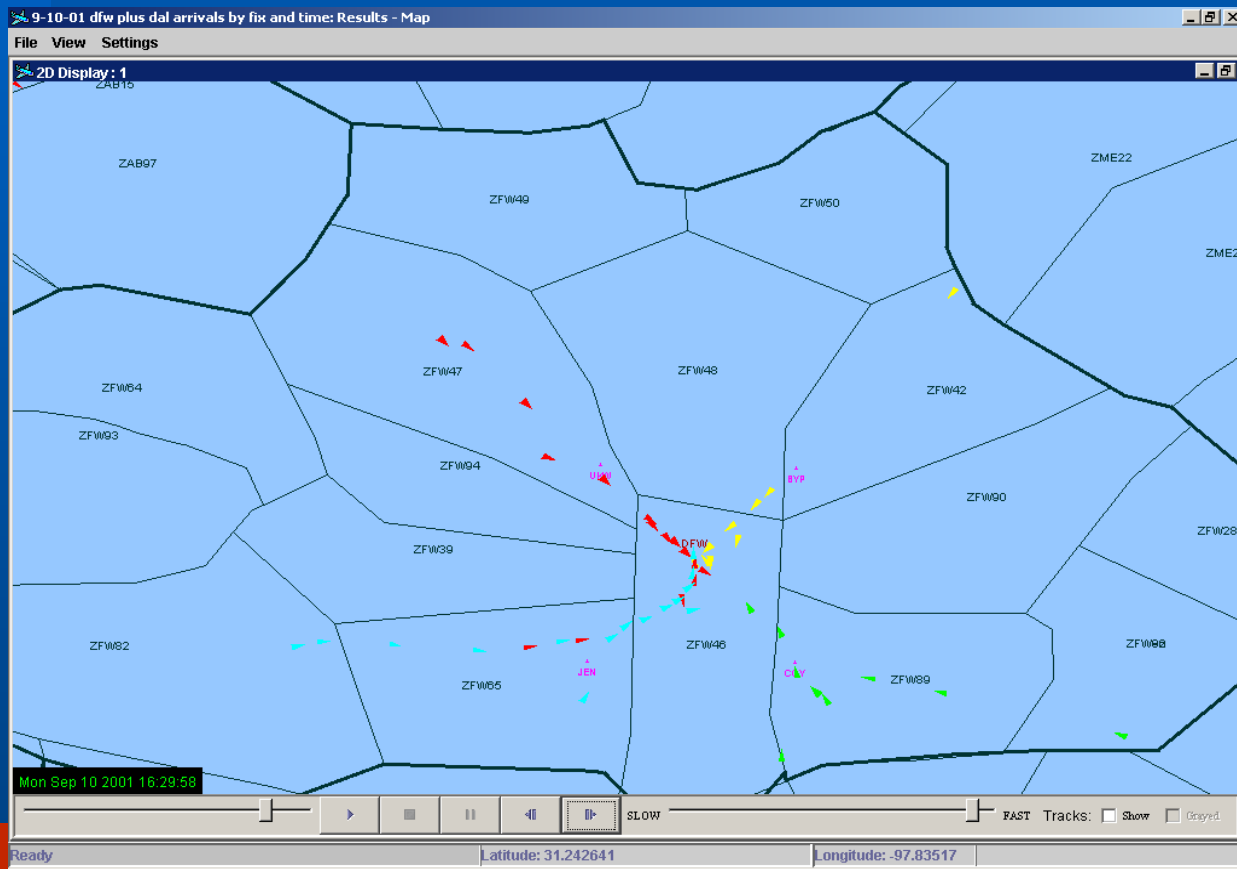 9-10-01 dfw plus dal arrivals by fix and time: Results - Map
File View Settings
2D Display : 1
ZAB15
ZAB97
ZME22
ZFW49
ZFW50
ZFW47
ZFW48
ZFW64
ZFW42
ZFW93
ZFW94
BYP
ZFW90
ZFW28
DFW
ZFW39
ZFW82
ZFW46
JEN
ZFW65
ZFW89
Mon Sep 10 2001 16:29:58
SLOW
FAST Tracks: Show Grayed
Ready Latitude: 31.242641 Longitude: -97.83517